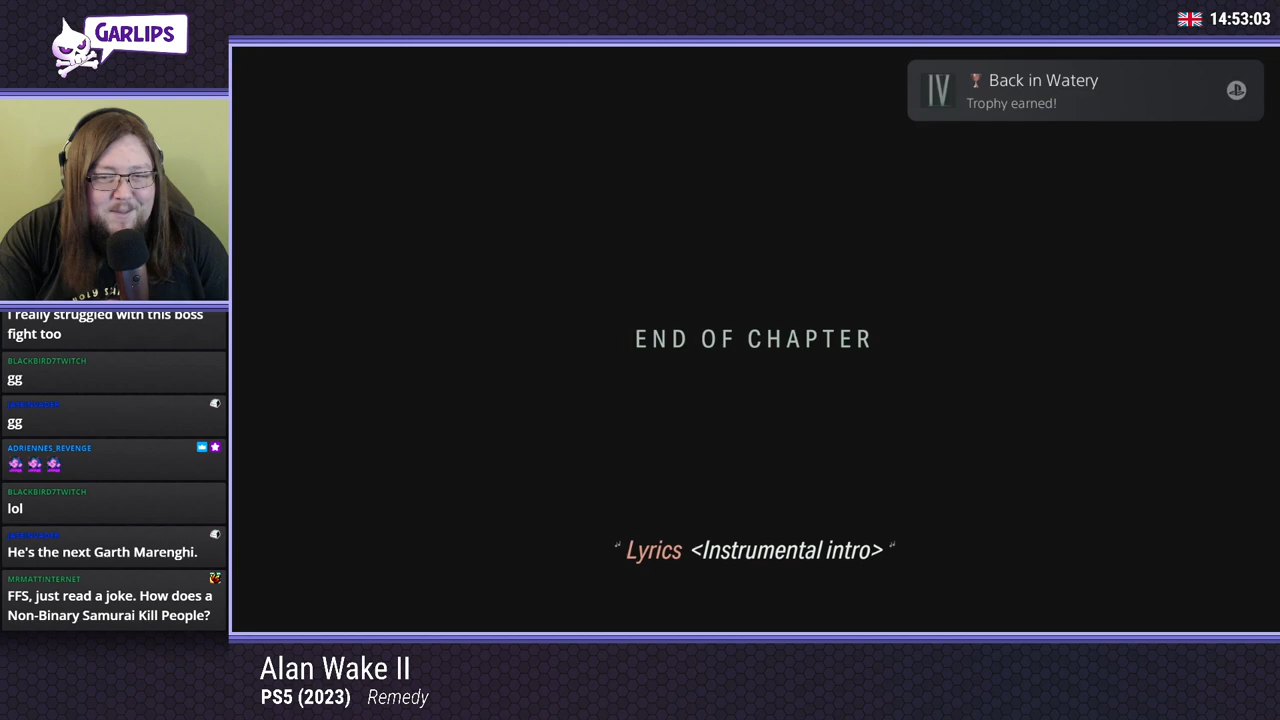 GARLIPS
14:53:03
IV
Back in Watery
Trophy earned!
END OF CHAPTER
Lyrics <Instrumental intro>
I really struggled with this boss
fight too
BLACKBIRD7TWITCH
gg
gg
ADRIENNES_REVENGE
BLACKBIRD7TWITCH
lol
He's the next Garth Marenghi.
MRMATTINTERNET
FFS, just read a joke. How does a
Non-Binary Samurai Kill People?
Alan Wake II
PS5 (2023) Remedy